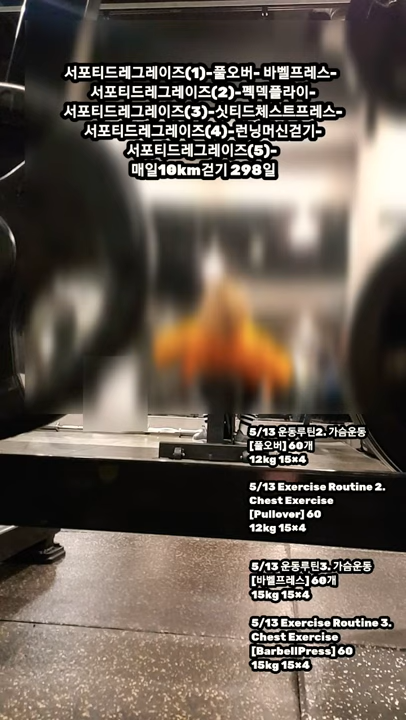 서포티드레그레이즈(1)-풀오버- 바벨프레스-
서포티드레그레이즈(2)-펙덱플라이-
서포티드레그레이즈(3)-싯티드체스트프레스-
서포티드레그레이즈(4)-런닝머신걷기-
서포티드레그레이즈(5)-
매일10km걷기 298일
5/13 운동루틴2. 가슴운동
[풀오버] 60개
12kg 15×4
5/13 Exercise Routine 2.
Chest Exercise
[Pullover] 60
12kg 15×4
5/13 운동루틴3. 가슴운동
[바벨프레스] 60개
15kg 15×4
5/13 Exercise Routine 3.
Chest Exercise
[BarbellPress] 60
15kg 15×4